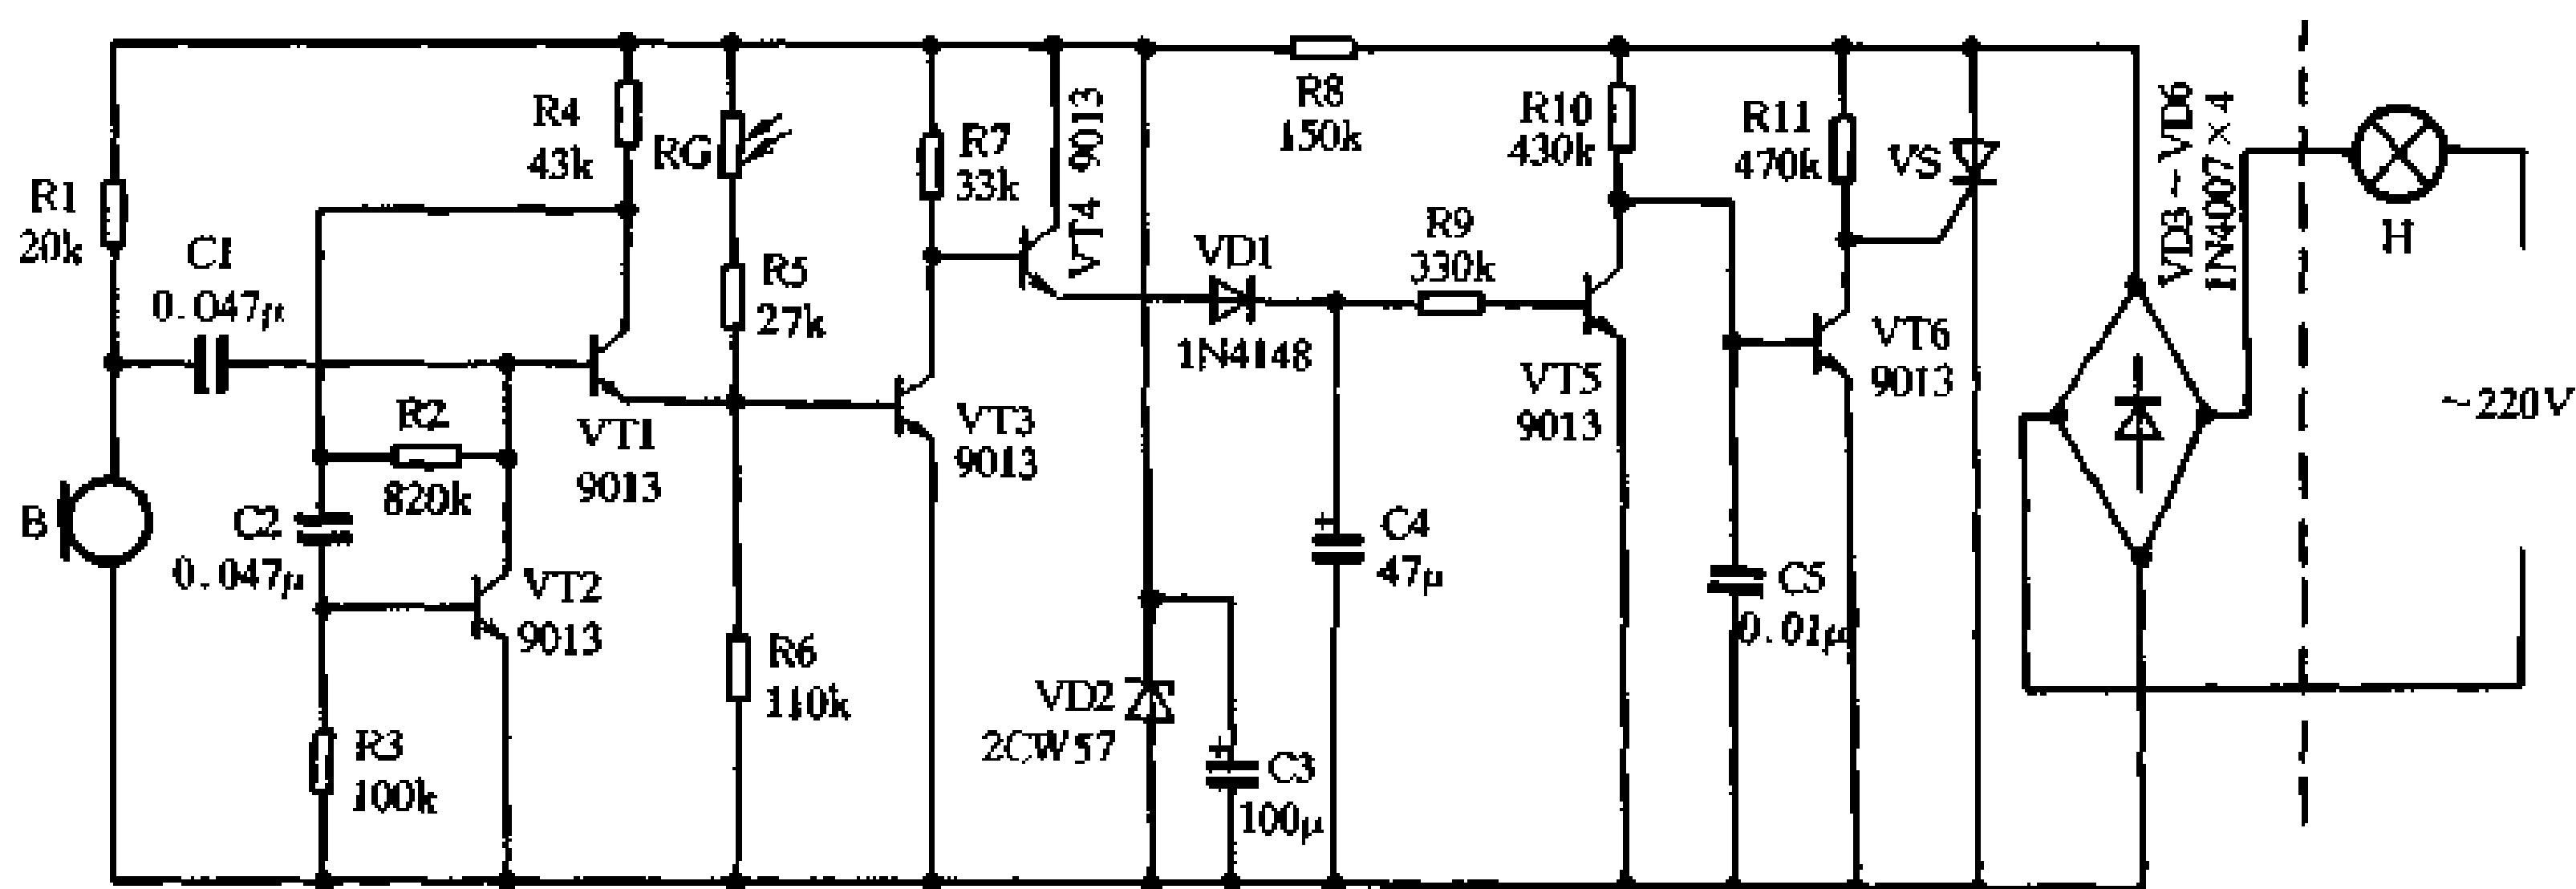 R1
20k
C1
0.047μ
B
C2
0.047μ
R2
820k
R3
100k
VT2
9013
R4
43k
VT1
9013
RG
R5
27k
R6
110k
R7
33k
VT3
9013
VT4 9013
VD2
2CW57
C3
100μ
VD1
1N4148
R8
150k
C4
47μ
R9
330k
R10
430k
VT5
9013
C5
0.01μ
R11
470k
VT6
9013
VS
VD3~VD6
1N4007×4
H
~220V